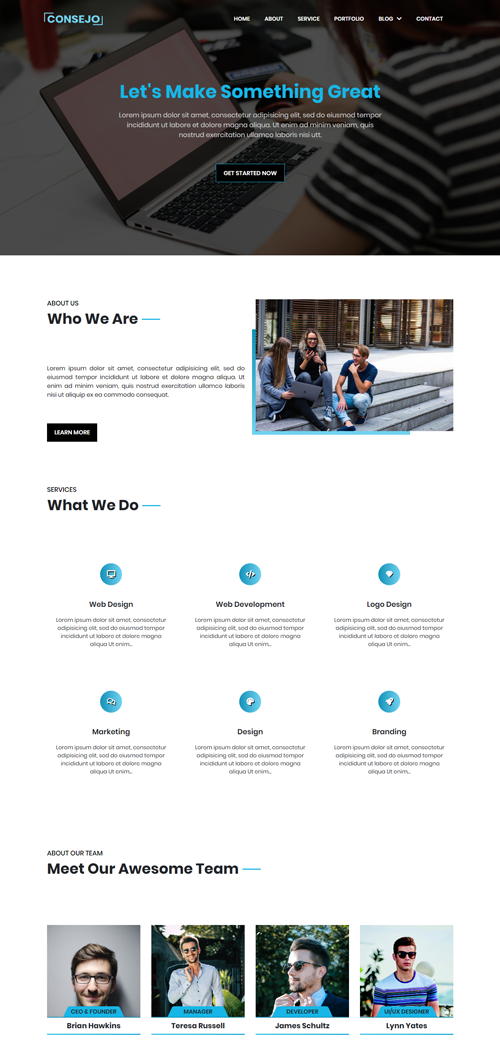 CONSEJO
HOME ABOUT SERVICE PORTFOLIO BLOG CONTACT
Let's Make Something Great
Lorem ipsum dolor sit amet, consectetur adipisicing elit, sed do eiusmod tempor
incididunt ut labore et dolore magna aliqua. Ut enim ad minim veniam, quis
nostrud exercitation ullamco laboris nisi utt.
GET STARTED NOW
ABOUT US
Who We Are
Lorem ipsum dolor sit amet, consectetur adipisicing elit, sed do
eiusmod tempor incididunt ut labore et dolore magna aliqua. Ut
enim ad minim veniam, quis nostrud exercitation ullamco laboris
nisi ut aliquip ex ea commodo consequat.
LEARN MORE
SERVICES
What We Do
Web Design
Lorem ipsum dolor sit amet, consectetur
adipisicing elit, sed do eiusmod tempor
incididunt ut labore et dolore magna
aliqua Ut enim...
Web Development
Lorem ipsum dolor sit amet, consectetur
adipisicing elit, sed do eiusmod tempor
incididunt ut labore et dolore magna
aliqua Ut enim...
Logo Design
Lorem ipsum dolor sit amet, consectetur
adipisicing elit, sed do eiusmod tempor
incididunt ut labore et dolore magna
aliqua Ut enim...
Marketing
Lorem ipsum dolor sit amet, consectetur
adipisicing elit, sed do eiusmod tempor
incididunt ut labore et dolore magna
aliqua Ut enim...
Design
Lorem ipsum dolor sit amet, consectetur
adipisicing elit, sed do eiusmod tempor
incididunt ut labore et dolore magna
aliqua Ut enim...
Branding
Lorem ipsum dolor sit amet, consectetur
adipisicing elit, sed do eiusmod tempor
incididunt ut labore et dolore magna
aliqua Ut enim...
ABOUT OUR TEAM
Meet Our Awesome Team
CEO & FOUNDER
Brian Hawkins
MANAGER
Teresa Russell
DEVELOPER
James Schultz
UI/UX DESIGNER
Lynn Yates